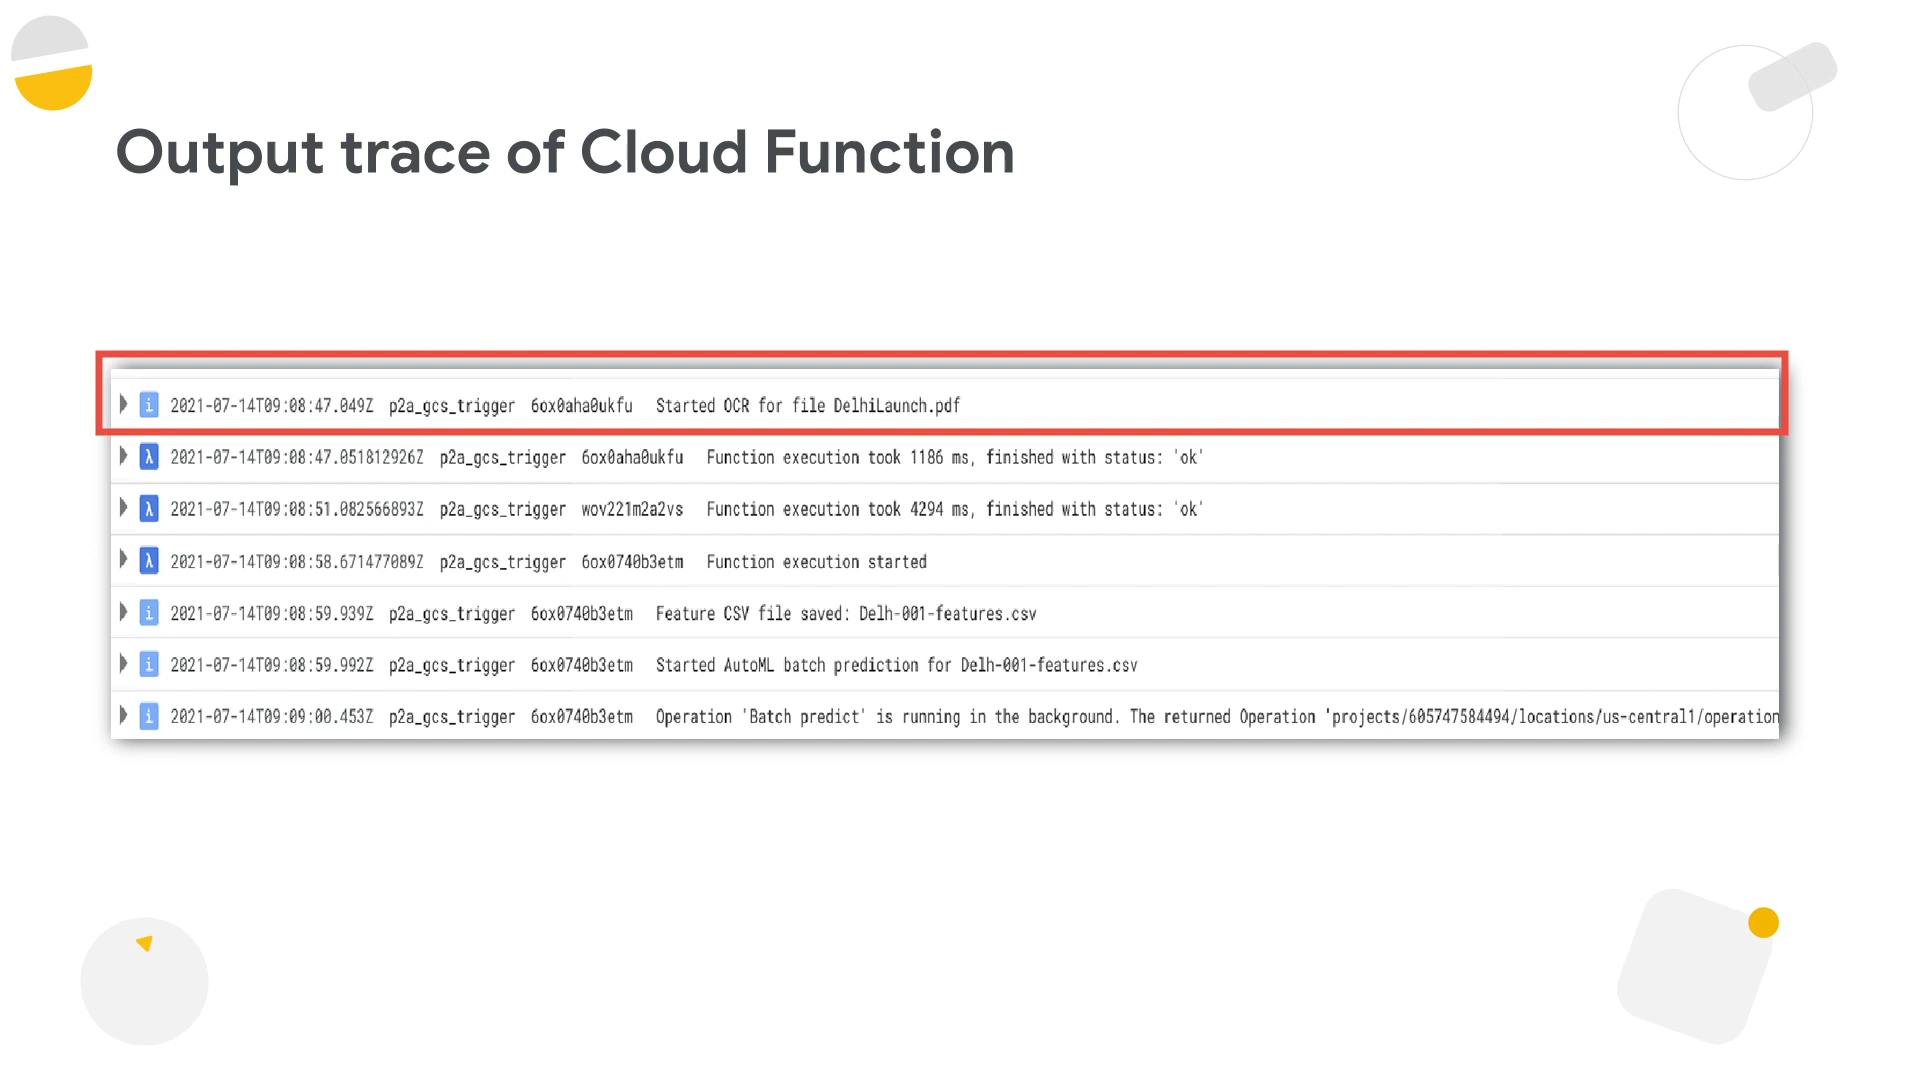 Output trace of Cloud Function
i 2021-07-14T09:08:47.049Z p2a_gcs_trigger 6ox0aha0ukfu Started OCR for file DelhiLaunch.pdf
λ 2021-07-14T09:08:47.051812926Z p2a_gcs_trigger 6ox0aha0ukfu Function execution took 1186 ms, finished with status: 'ok'
λ 2021-07-14T09:08:51.082566893Z p2a_gcs_trigger wov221m2a2vs Function execution took 4294 ms, finished with status: 'ok'
λ 2021-07-14T09:08:58.671477089Z p2a_gcs_trigger 6ox0740b3etm Function execution started
i 2021-07-14T09:08:59.939Z p2a_gcs_trigger 6ox0740b3etm Feature CSV file saved: Delh-001-features.csv
i 2021-07-14T09:08:59.992Z p2a_gcs_trigger 6ox0740b3etm Started AutoML batch prediction for Delh-001-features.csv
i 2021-07-14T09:09:00.453Z p2a_gcs_trigger 6ox0740b3etm Operation 'Batch predict' is running in the background. The returned Operation 'projects/605747584494/locations/us-central1/operation